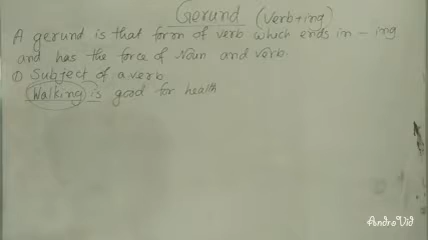 Gerund (Verb+ing)
A gerund is that form of verb which ends in - ing.
and has the force of Noun and verb.
① Subject of a verb.
Walking is good for health
AndroVid